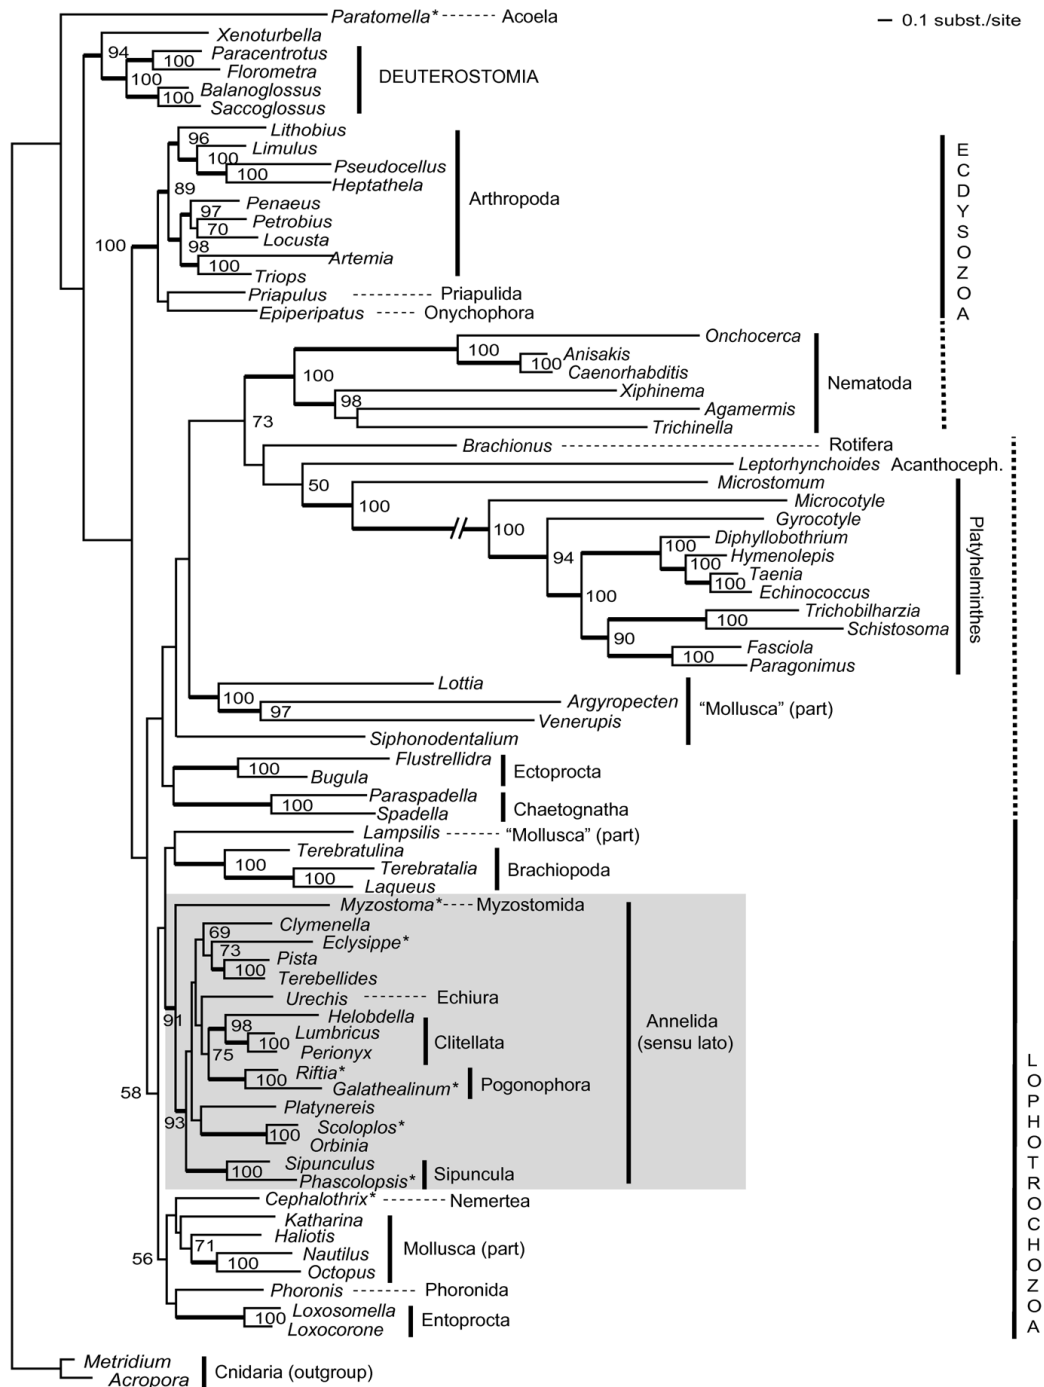 Paratomella* Acoela
0.1 subst./site
Xenoturbella
94
Paracentrotus
100
Florometra
DEUTEROSTOMIA
100
Balanoglossus
100
Saccoglossus
Lithobius
96
Limulus
100
Pseudocellus
100
Heptathela
89
Arthropoda
Penaeus
97
Petrobius
70
Locusta
100
98
Artemia
100
Triops
Priapulus Priapulida
Epiperipatus Onychophora
ECDYSOZOA
Onchocerca
100
Anisakis
100
Caenorhabditis
100
Nematoda
Xiphinema
98
Agamermis
Trichinella
73
Brachionus Rotifera
Leptorhynchoides Acanthoceph.
50
Microstomum
100
Microcotyle
100
Gyrocotyle
Diphyllobothrium
100
Hymenolepis
94
100
Taenia
100
Echinococcus
100
Trichobilharzia
100
Schistosoma
90
Fasciola
100
Paragonimus
Platyhelminthes
Lottia
100
Argyropecten
97
Venerupis
“Mollusca” (part)
Siphonodentalium
Flustrellidra
100
Bugula
Ectoprocta
Paraspadella
100
Spadella
Chaetognatha
Lampsilis “Mollusca” (part)
Terebratulina
100
Terebratalia
100
Laqueus
Brachiopoda
Myzostoma* Myzostomida
Clymenella
69
Eclysippe*
73
Pista
100
Terebellides
Urechis Echiura
91
Helobdella
98
Lumbricus
100
Perionyx
Clitellata
75
Annelida
(sensu lato)
Riftia*
100
Galathealinum*
Pogonophora
58
Platynereis
93
Scoloplos*
100
Orbinia
Sipunculus
100
Phascolopsis*
Sipuncula
Cephalothrix* Nemertea
Katharina
Haliotis
71
Nautilus
100
Octopus
Mollusca (part)
56
Phoronis Phoronida
Loxosomella
100
Loxocorone
Entoprocta
LOPHOTROCHOZOA
Metridium
Acropora
Cnidaria (outgroup)